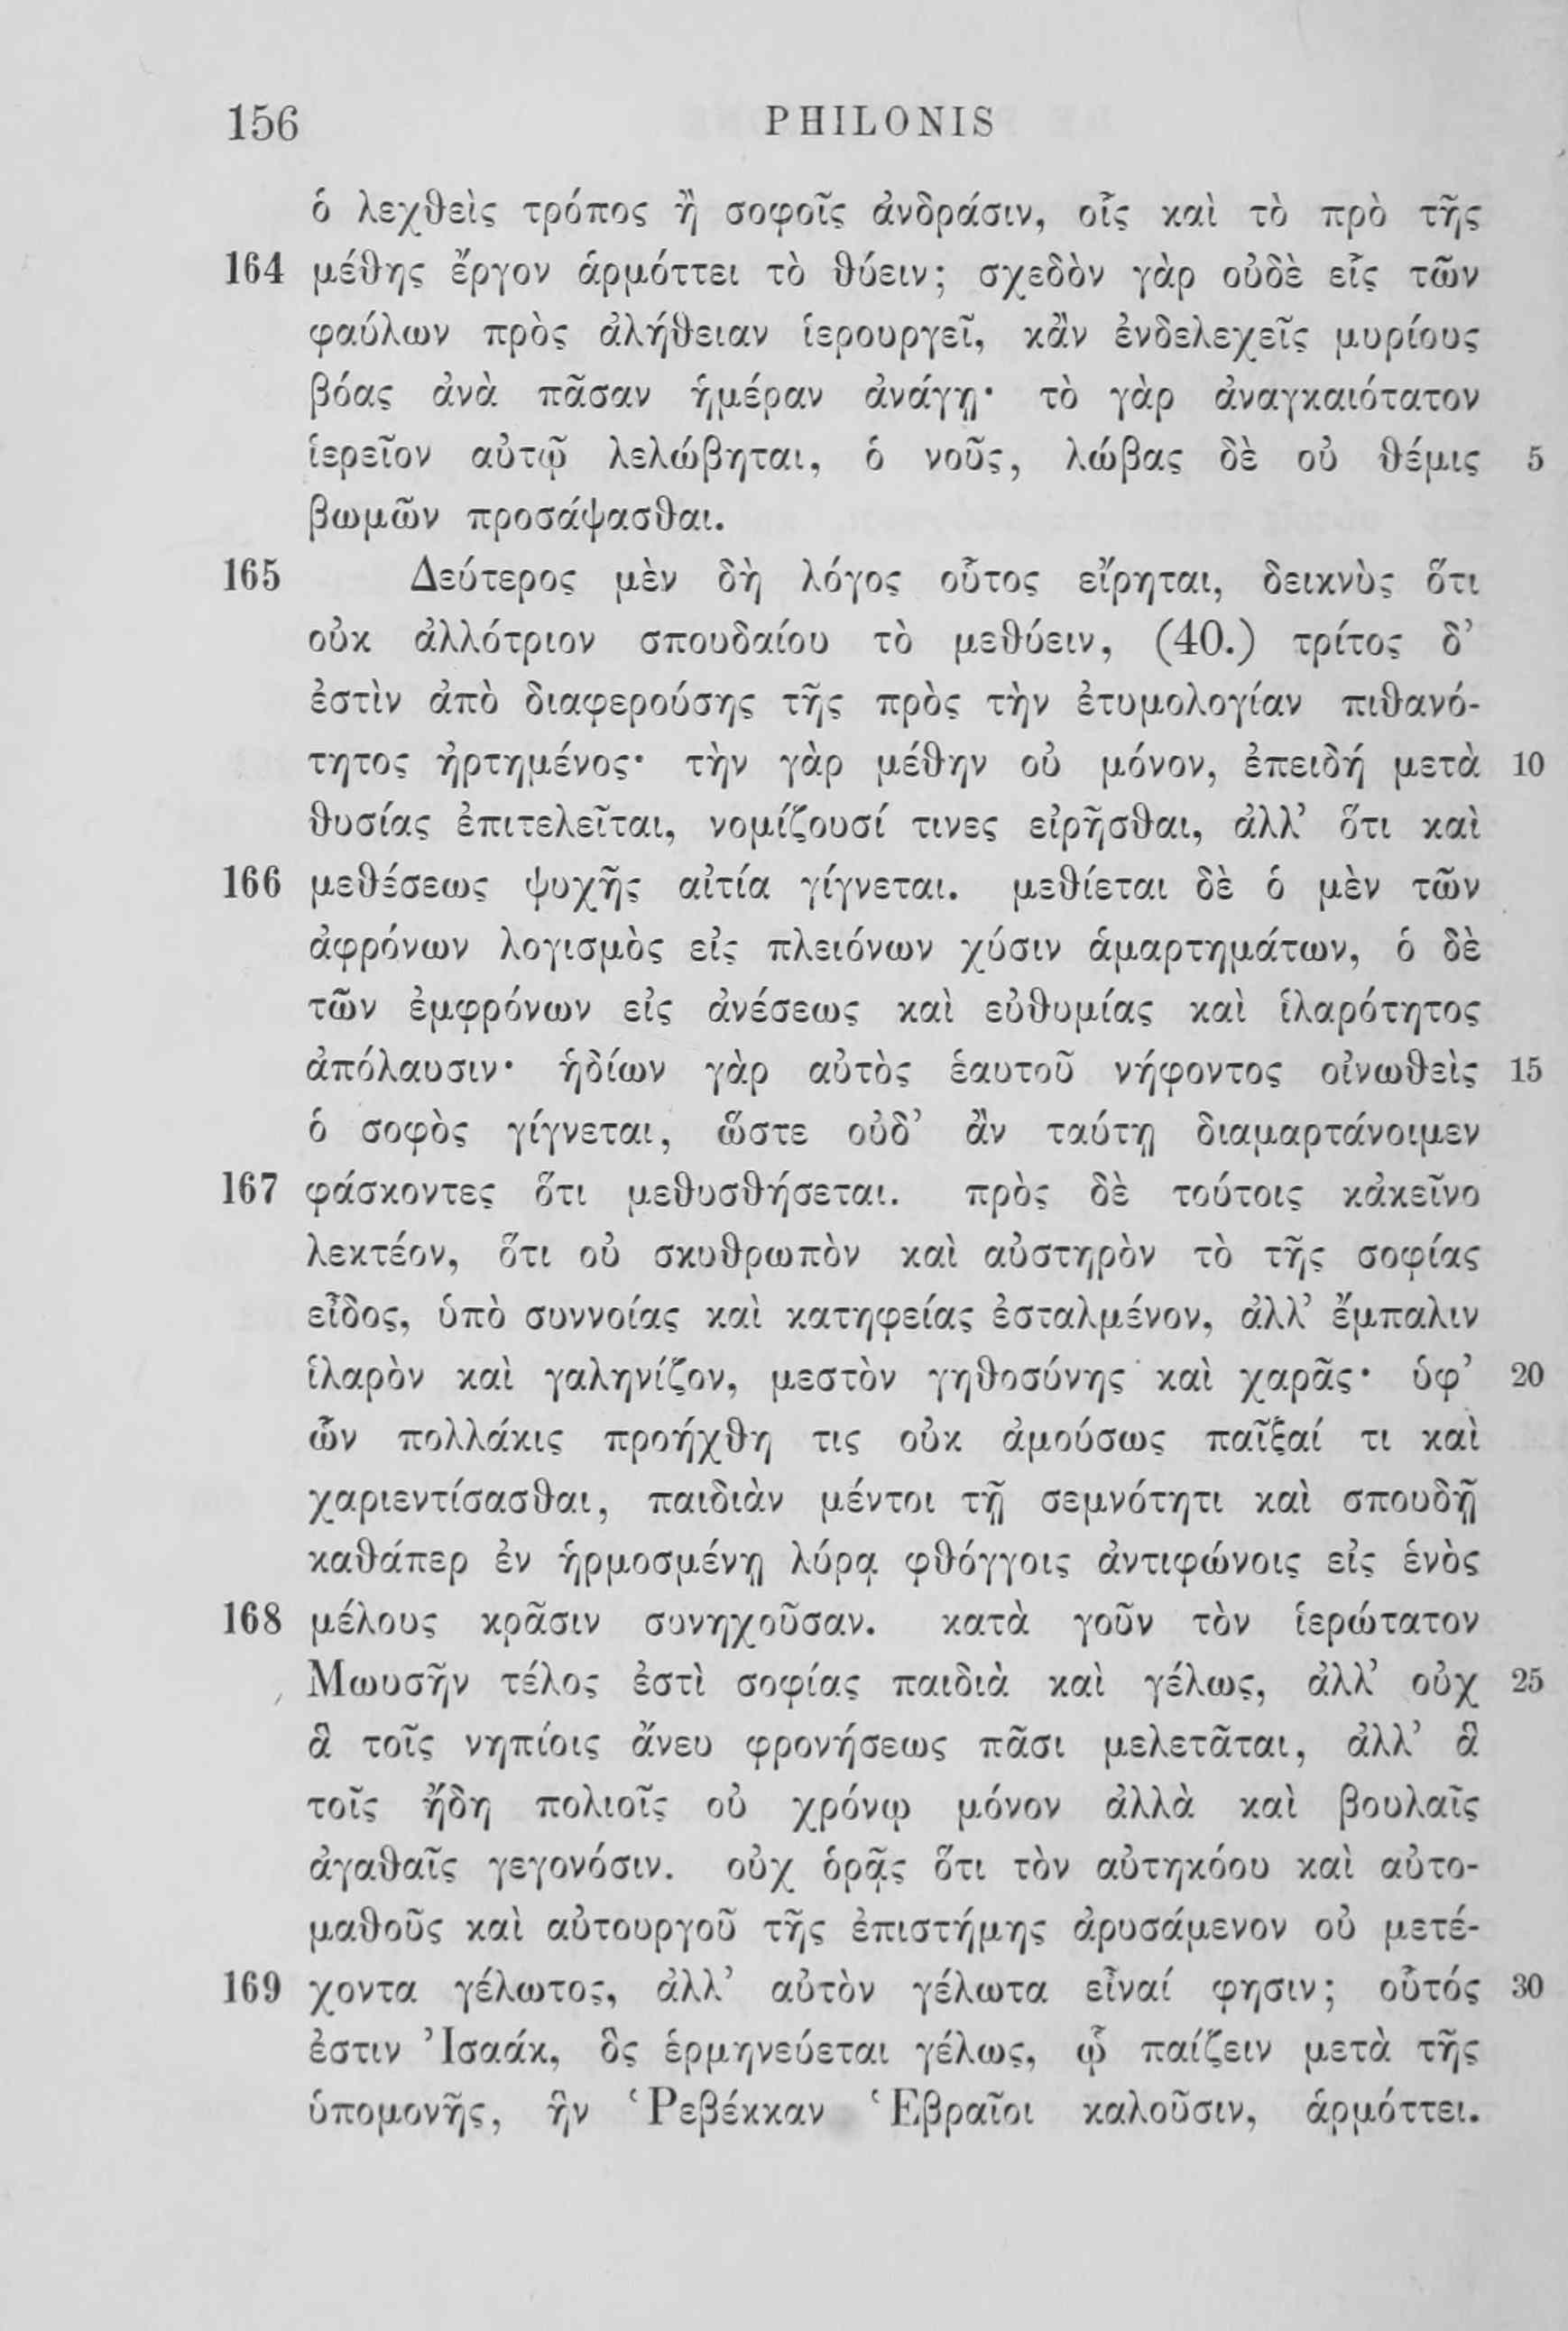 156 PHILONIS
ὁ λεχθεὶς τρόπος ἢ σοφοῖς ἀνδράσιν, οἷς καὶ τὸ πρὸ τῆς
164 μέθης ἔργον ἁρμόττει τὸ θύειν; σχεδὸν γὰρ οὐδὲ εἷς τῶν
φαύλων πρὸς ἀλήθειαν ἱερουργεῖ, κἂν ἐνδελεχεῖς μυρίους
βόας ἀνὰ πᾶσαν ἡμέραν ἀνάγῃ· τὸ γὰρ ἀναγκαιότατον
ἱερεῖον αὐτῷ λελώβηται, ὁ νοῦς, λώβας δὲ οὐ θέμις 5
βωμῶν προσάψασθαι.
165 Δεύτερος μὲν δὴ λόγος οὗτος εἴρηται, δεικνὺς ὅτι
οὐκ ἀλλότριον σπουδαίου τὸ μεθύειν, (40.) τρίτος δ’
ἐστὶν ἀπὸ διαφερούσης τῆς πρὸς τὴν ἐτυμολογίαν πιθανό-
τητος ἠρτημένος· τὴν γὰρ μέθην οὐ μόνον, ἐπειδή μετὰ 10
θυσίας ἐπιτελεῖται, νομίζουσί τινες εἰρῆσθαι, ἀλλ’ ὅτι καὶ
166 μεθέσεως ψυχῆς αἰτία γίγνεται. μεθίεται δὲ ὁ μὲν τῶν
ἀφρόνων λογισμὸς εἰς πλειόνων χύσιν ἁμαρτημάτων, ὁ δὲ
τῶν ἐμφρόνων εἰς ἀνέσεως καὶ εὐθυμίας καὶ ἱλαρότητος
ἀπόλαυσιν· ἡδίων γὰρ αὐτὸς ἑαυτοῦ νήφοντος οἰνωθεὶς 15
ὁ σοφὸς γίγνεται, ὥστε οὐδ’ ἂν ταύτῃ διαμαρτάνοιμεν
167 φάσκοντες ὅτι μεθυσθήσεται. πρὸς δὲ τούτοις κἀκεῖνο
λεκτέον, ὅτι οὐ σκυθρωπὸν καὶ αὐστηρὸν τὸ τῆς σοφίας
εἶδος, ὑπὸ συννοίας καὶ κατηφείας ἐσταλμένον, ἀλλ’ ἔμπαλιν
ἱλαρὸν καὶ γαληνίζον, μεστὸν γηθοσύνης καὶ χαρᾶς· ὑφ’ 20
ὧν πολλάκις προήχθη τις οὐκ ἀμούσως παῖξαί τι καὶ
χαριεντίσασθαι, παιδιὰν μέντοι τῇ σεμνότητι καὶ σπουδῇ
καθάπερ ἐν ἡρμοσμένῃ λύρᾳ φθόγγοις ἀντιφώνοις εἰς ἑνὸς
168 μέλους κρᾶσιν συνηχοῦσαν. κατὰ γοῦν τὸν ἱερώτατον
Μωυσῆν τέλος ἐστὶ σοφίας παιδιὰ καὶ γέλως, ἀλλ’ οὐχ 25
ἃ τοῖς νηπίοις ἄνευ φρονήσεως πᾶσι μελετᾶται, ἀλλ’ ἃ
τοῖς ἤδη πολιοῖς οὐ χρόνῳ μόνον ἀλλὰ καὶ βουλαῖς
ἀγαθαῖς γεγονόσιν. οὐχ ὁρᾷς ὅτι τὸν αὐτηκόου καὶ αὐτο-
μαθοῦς καὶ αὐτουργοῦ τῆς ἐπιστήμης ἀρυσάμενον οὐ μετέ-
169 χοντα γέλωτος, ἀλλ’ αὐτὸν γέλωτα εἶναί φησιν; οὗτός 30
ἐστιν Ἰσαάκ, ὃς ἑρμηνεύεται γέλως, ᾧ παίζειν μετὰ τῆς
ὑπομονῆς, ἣν Ῥεβέκκαν Ἑβραῖοι καλοῦσιν, ἁρμόττει.